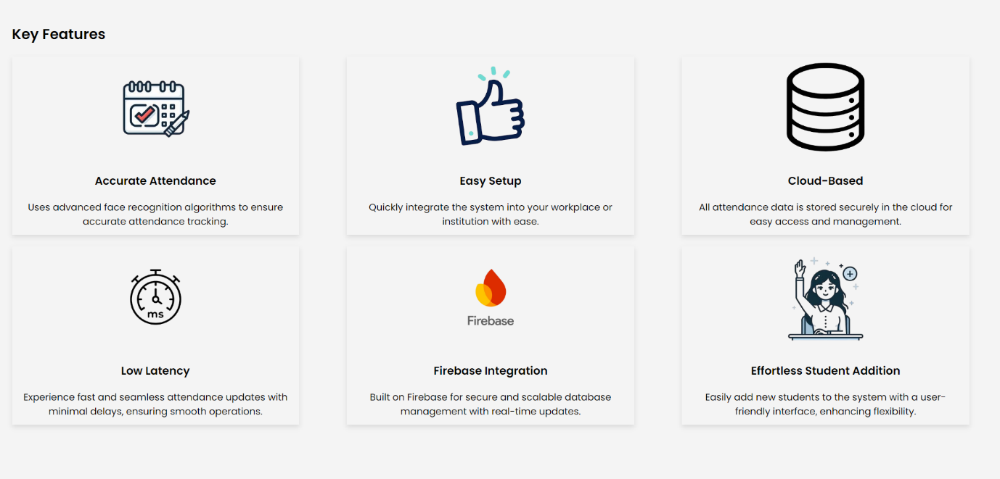 Key Features
Accurate Attendance
Uses advanced face recognition algorithms to ensure
accurate attendance tracking.
Easy Setup
Quickly integrate the system into your workplace or
institution with ease.
Cloud-Based
All attendance data is stored securely in the cloud for
easy access and management.
ms
Low Latency
Experience fast and seamless attendance updates with
minimal delays, ensuring smooth operations.
Firebase
Firebase Integration
Built on Firebase for secure and scalable database
management with real-time updates.
Effortless Student Addition
Easily add new students to the system with a user-
friendly interface, enhancing flexibility.